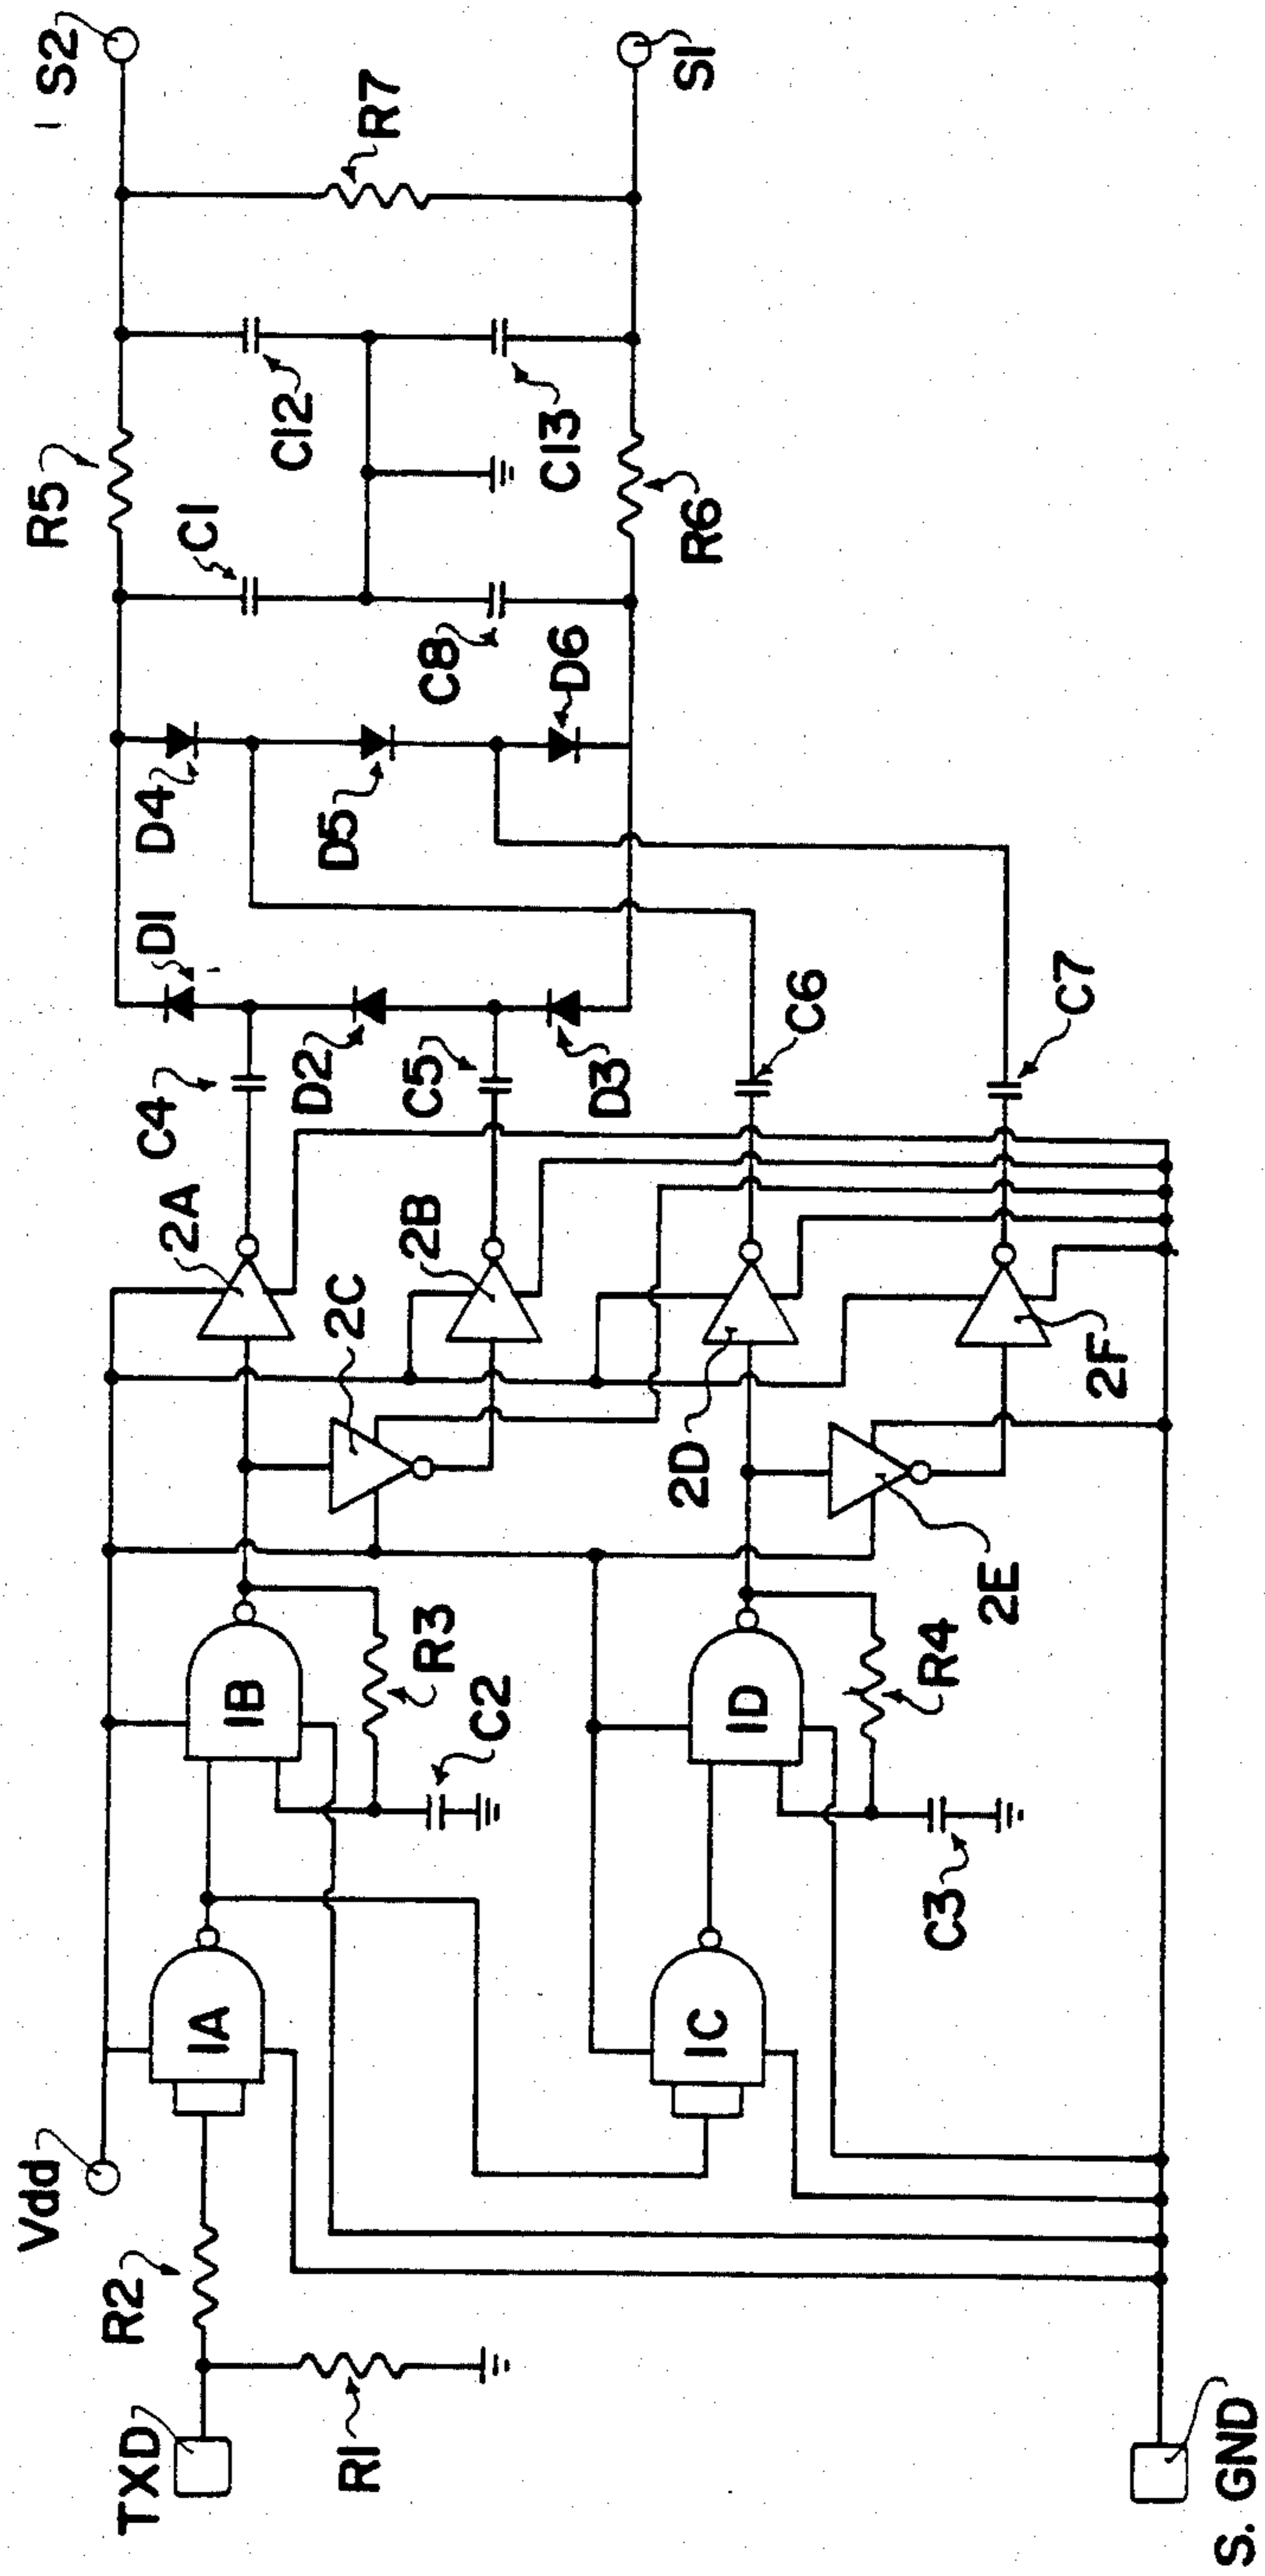 TXD
R1
R2
Vdd
S. GND
1A
1B
1C
1D
C2
R3
C3
R4
2A
2C
2B
2D
2E
2F
C4
D1
D2
C5
D3
C6
C7
D4
D5
D6
C1
C8
R5
C12
C13
R6
R7
S2
S1